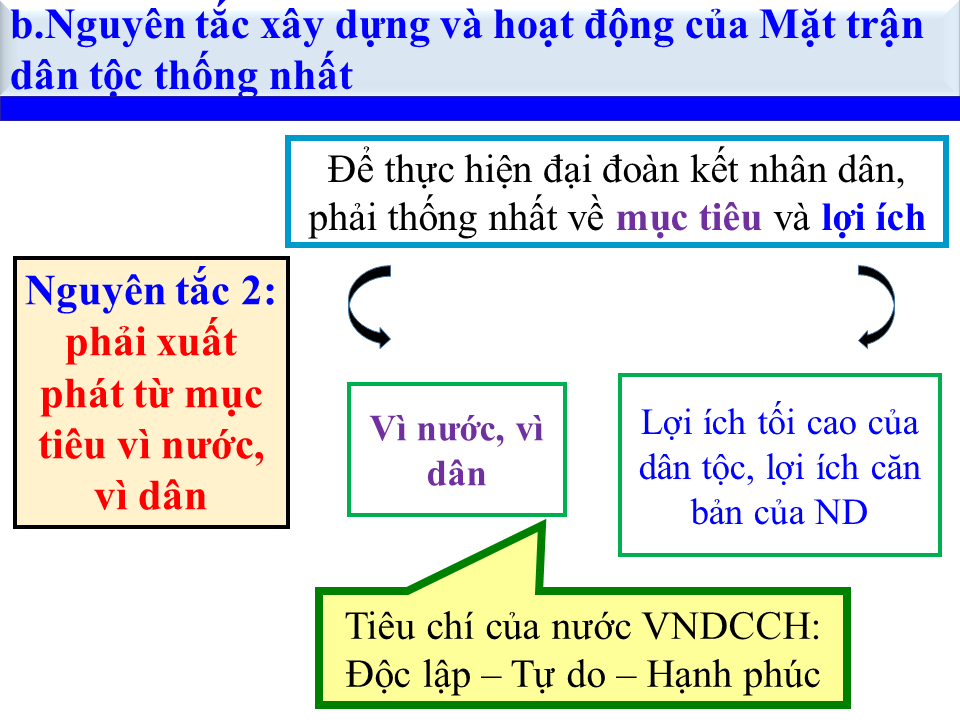 b.Nguyên tắc xây dựng và hoạt động của Mặt trận
dân tộc thống nhất
Để thực hiện đại đoàn kết nhân dân,
phải thống nhất về mục tiêu và lợi ích
Nguyên tắc 2:
phải xuất
phát từ mục
tiêu vì nước,
vì dân
Vì nước, vì
dân
Lợi ích tối cao của
dân tộc, lợi ích căn
bản của ND
Tiêu chí của nước VNDCCH:
Độc lập – Tự do – Hạnh phúc